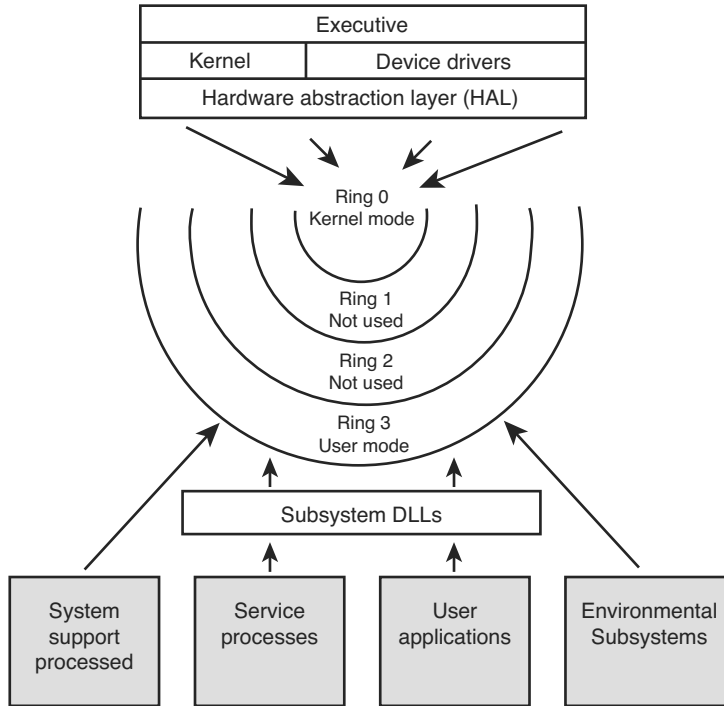 Executive
Kernel
Device drivers
Hardware abstraction layer (HAL)
Ring 0
Kernel mode
Ring 1
Not used
Ring 2
Not used
Ring 3
User mode
Subsystem DLLs
System
support
processed
Service
processes
User
applications
Environmental
Subsystems